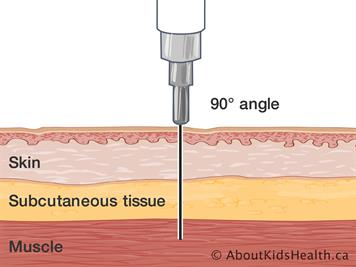 90° angle
Skin
Subcutaneous tissue
Muscle
© AboutKidsHealth.ca